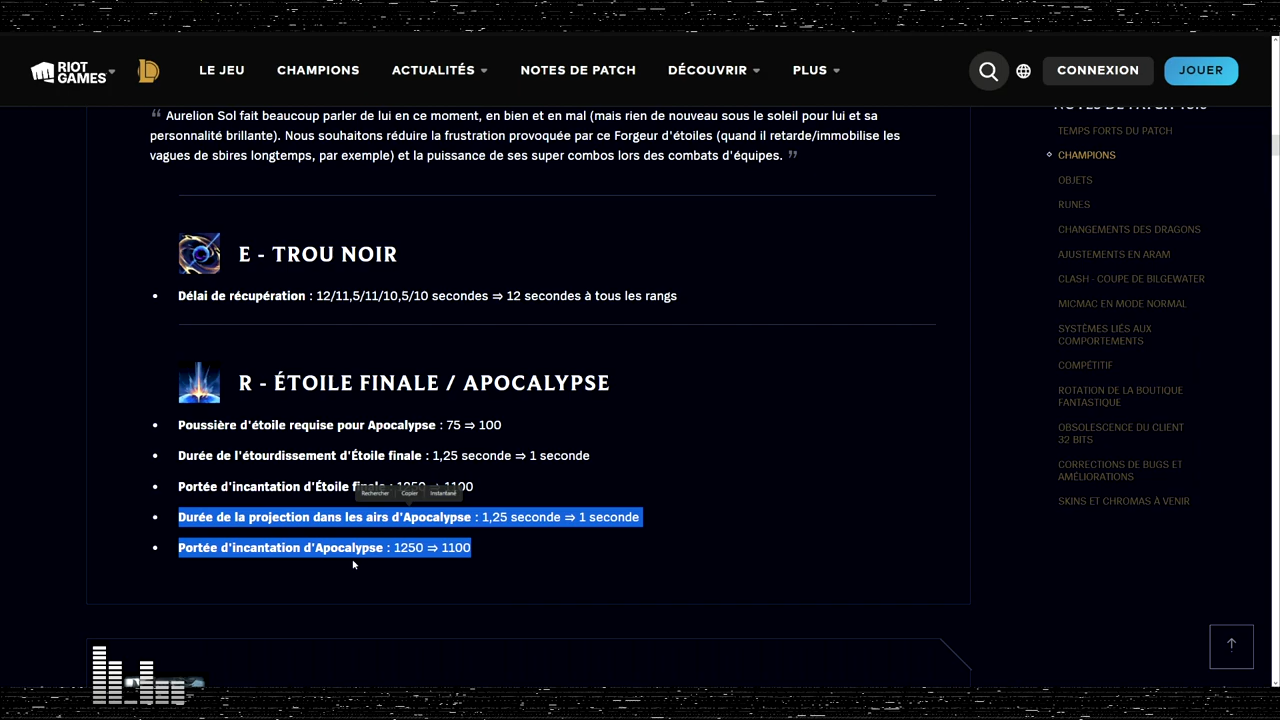 RIOT GAMES
LE JEU
CHAMPIONS
ACTUALITÉS
NOTES DE PATCH
DÉCOUVRIR
PLUS
CONNEXION
JOUER
“ Aurelion Sol fait beaucoup parler de lui en ce moment, en bien et en mal (mais rien de nouveau sous le soleil pour lui et sa
personnalité brillante). Nous souhaitons réduire la frustration provoquée par ce Forgeur d'étoiles (quand il retarde/immobilise les
vagues de sbires longtemps, par exemple) et la puissance de ses super combos lors des combats d'équipes. ”
E - TROU NOIR
• Délai de récupération : 12/11,5/11/10,5/10 secondes ⇒ 12 secondes à tous les rangs
R - ÉTOILE FINALE / APOCALYPSE
• Poussière d'étoile requise pour Apocalypse : 75 ⇒ 100
• Durée de l'étourdissement d'Étoile finale : 1,25 seconde ⇒ 1 seconde
• Portée d'incantation d'Étoile finale : 1250 ⇒ 1100
Rechercher Copier Instantané
• Durée de la projection dans les airs d'Apocalypse : 1,25 seconde ⇒ 1 seconde
• Portée d'incantation d'Apocalypse : 1250 ⇒ 1100
TEMPS FORTS DU PATCH
CHAMPIONS
OBJETS
RUNES
CHANGEMENTS DES DRAGONS
AJUSTEMENTS EN ARAM
CLASH - COUPE DE BILGEWATER
MICMAC EN MODE NORMAL
SYSTÈMES LIÉS AUX
COMPORTEMENTS
COMPÉTITIF
ROTATION DE LA BOUTIQUE
FANTASTIQUE
OBSOLESCENCE DU CLIENT
32 BITS
CORRECTIONS DE BUGS ET
AMÉLIORATIONS
SKINS ET CHROMAS À VENIR